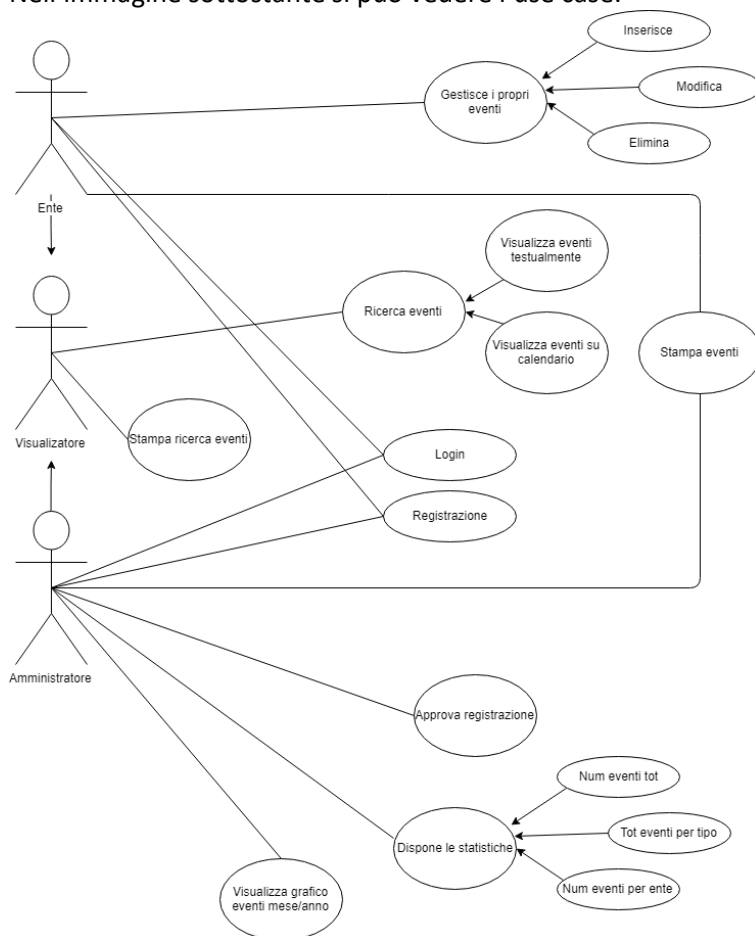 Nell'immagine sottostante si può vedere l'use case:
Inserisce
Gestisce i propri
eventi
Modifica
Elimina
Ente
Visualizza eventi
testualmente
Ricerca eventi
Visualizza eventi su
calendario
Stampa eventi
Visualizzatore
Stampa ricerca eventi
Login
Registrazione
Amministratore
Approva registrazione
Num eventi tot
Tot eventi per tipo
Dispone le statistiche
Num eventi per ente
Visualizza grafico
eventi mese/anno